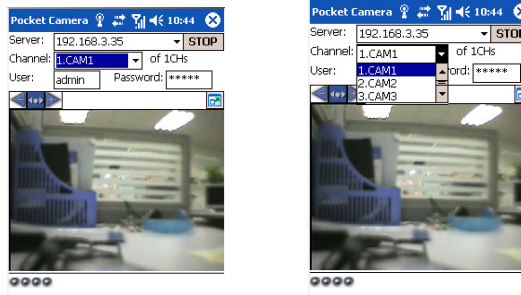 Pocket Camera 10:44
Server: 192.168.3.35 STOP
Channel: 1.CAM1 of 1CHs
User: admin Password: *****
Pocket Camera 10:44
Server: 192.168.3.35 STO
Channel: 1.CAM1 of 1CHs
User: 1.CAM1 ord: *****
2.CAM2
3.CAM3